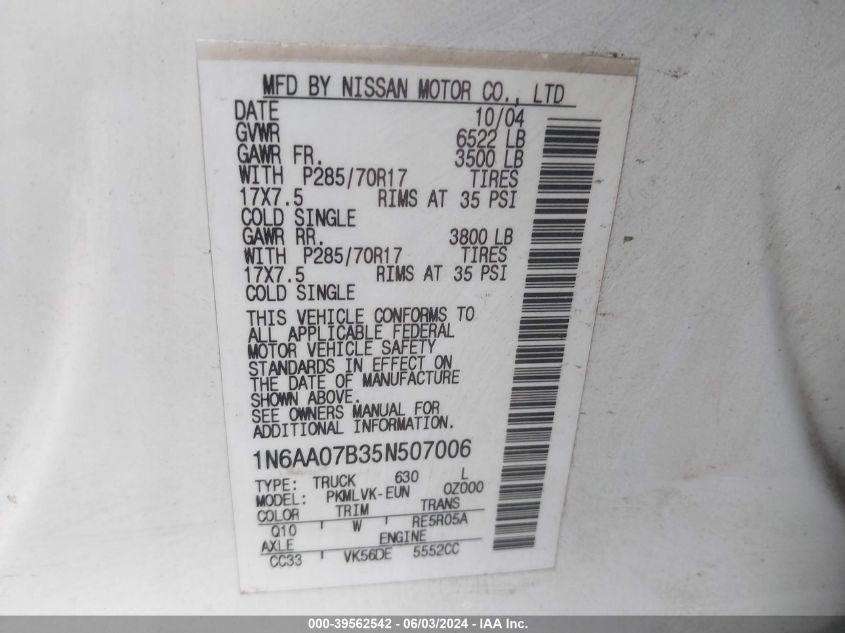 MFD BY NISSAN MOTOR CO., LTD
DATE 10/04
GVWR 6522 LB
GAWR FR. 3500 LB
WITH P285/70R17 TIRES
17X7.5 RIMS AT 35 PSI
COLD SINGLE
GAWR RR. 3800 LB
WITH P285/70R17 TIRES
17X7.5 RIMS AT 35 PSI
COLD SINGLE
THIS VEHICLE CONFORMS TO
ALL APPLICABLE FEDERAL
MOTOR VEHICLE SAFETY
STANDARDS IN EFFECT ON
THE DATE OF MANUFACTURE
SHOWN ABOVE.
SEE OWNERS MANUAL FOR
ADDITIONAL INFORMATION.
1N6AA07B35N507006
TYPE: TRUCK 630 L
MODEL: PKMLVK-EUN 0Z000
COLOR TRIM TRANS
Q10 W RE5R05A
AXLE ENGINE
CC33 VK56DE 5552CC
000-39562542 - 06/03/2024 - IAA Inc.